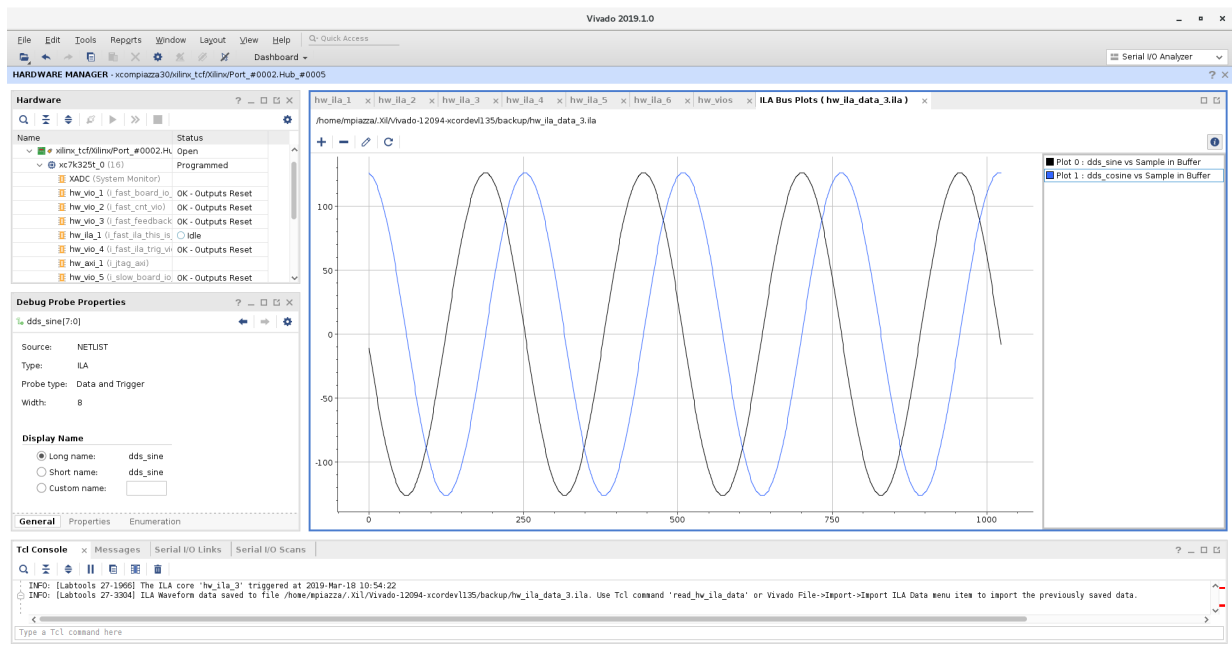 Vivado 2019.1.0
File Edit Tools Reports Window Layout View Help Q- Quick Access
Dashboard
Serial I/O Analyzer
HARDWARE MANAGER - xcompiazza30/xilinx_tcf/Xilinx/Port_#0002.Hub_#0005
Hardware
Name Status
xilinx_tcf/Xilinx/Port_#0002.Hu Open
xc7k325t_0 (16) Programmed
XADC (System Monitor)
hw_vio_1 (i_fast_board_io_ OK - Outputs Reset
hw_vio_2 (i_fast_cnt_vio) OK - Outputs Reset
hw_vio_3 (i_fast_feedback OK - Outputs Reset
hw_ila_1 (i_fast_ila_this_is_ Idle
hw_vio_4 (i_fast_ila_trig_vi OK - Outputs Reset
hw_axi_1 (i_jtag_axi)
hw_vio_5 (i_slow_board_io_ OK - Outputs Reset
Debug Probe Properties
dds_sine[7:0]
Source: NETLIST
Type: ILA
Probe type: Data and Trigger
Width: 8
Display Name
Long name: dds_sine
Short name: dds_sine
Custom name:
General Properties Enumeration
hw_ila_1 hw_ila_2 hw_ila_3 hw_ila_4 hw_ila_5 hw_ila_6 hw_vios ILA Bus Plots ( hw_ila_data_3.ila )
/home/mpiazza/.Xil/Vivado-12094-xcordevl135/backup/hw_ila_data_3.ila
100
50
0
-50
-100
0 250 500 750 1000
Plot 0 : dds_sine vs Sample in Buffer
Plot 1 : dds_cosine vs Sample in Buffer
Tcl Console Messages Serial I/O Links Serial I/O Scans
INFO: [Labtools 27-1966] The ILA core 'hw_ila_3' triggered at 2019-Mar-18 10:54:22
INFO: [Labtools 27-3304] ILA Waveform data saved to file /home/mpiazza/.Xil/Vivado-12094-xcordevl135/backup/hw_ila_data_3.ila. Use Tcl command 'read_hw_ila_data' or Vivado File->Import->Import ILA Data menu item to import the previously saved data.
Type a Tcl command here